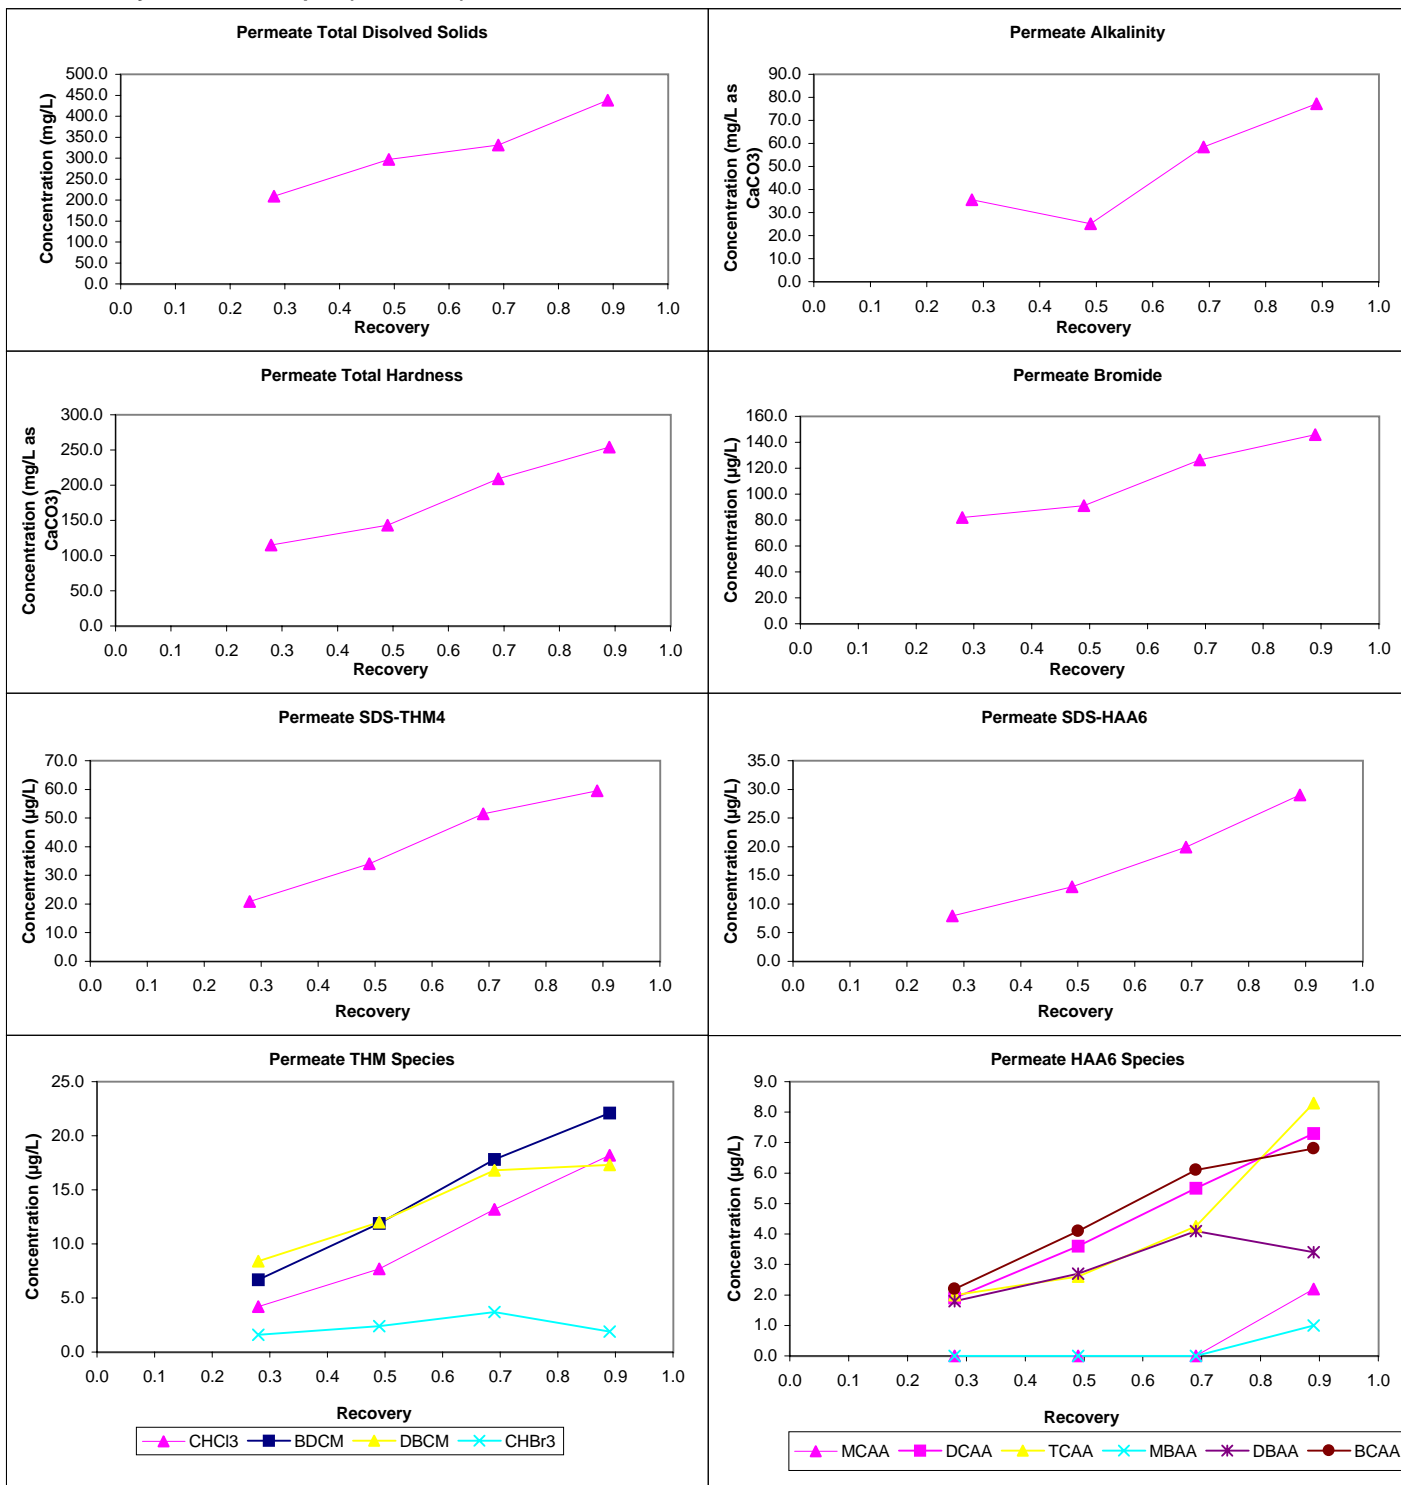 Permeate Total Disolved Solids
Concentration (mg/L)
500.0
450.0
400.0
350.0
300.0
250.0
200.0
150.0
100.0
50.0
0.0
0.0 0.1 0.2 0.3 0.4 0.5 0.6 0.7 0.8 0.9 1.0
Recovery
Permeate Alkalinity
Concentration (mg/L as
CaCO3)
90.0
80.0
70.0
60.0
50.0
40.0
30.0
20.0
10.0
0.0
0.0 0.1 0.2 0.3 0.4 0.5 0.6 0.7 0.8 0.9 1.0
Recovery
Permeate Total Hardness
Concentration (mg/L as
CaCO3)
300.0
250.0
200.0
150.0
100.0
50.0
0.0
0.0 0.1 0.2 0.3 0.4 0.5 0.6 0.7 0.8 0.9 1.0
Recovery
Permeate Bromide
Concentration (µg/L)
160.0
140.0
120.0
100.0
80.0
60.0
40.0
20.0
0.0
0.0 0.1 0.2 0.3 0.4 0.5 0.6 0.7 0.8 0.9 1.0
Recovery
Permeate SDS-THM4
Concentration (µg/L)
70.0
60.0
50.0
40.0
30.0
20.0
10.0
0.0
0.0 0.1 0.2 0.3 0.4 0.5 0.6 0.7 0.8 0.9 1.0
Recovery
Permeate SDS-HAA6
Concentration (µg/L)
35.0
30.0
25.0
20.0
15.0
10.0
5.0
0.0
0.0 0.1 0.2 0.3 0.4 0.5 0.6 0.7 0.8 0.9 1.0
Recovery
Permeate THM Species
Concentration (µg/L)
25.0
20.0
15.0
10.0
5.0
0.0
0.0 0.1 0.2 0.3 0.4 0.5 0.6 0.7 0.8 0.9 1.0
Recovery
CHCl3 BDCM DBCM CHBr3
Permeate HAA6 Species
Concentration (µg/L)
9.0
8.0
7.0
6.0
5.0
4.0
3.0
2.0
1.0
0.0
0.0 0.1 0.2 0.3 0.4 0.5 0.6 0.7 0.8 0.9 1.0
Recovery
MCAA DCAA TCAA MBAA DBAA BCAA